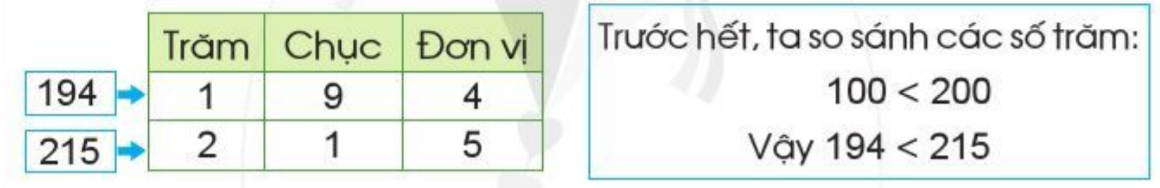 Trăm Chục Đơn vị
194 1 9 4
215 2 1 5
Trước hết, ta so sánh các số trăm:
100 < 200
Vậy 194 < 215